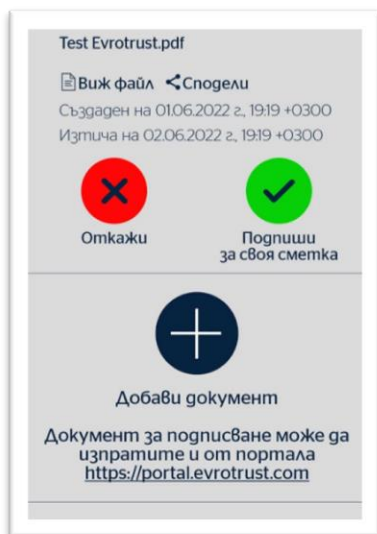 Test Evrotrust.pdf
Виж файл Сподели
Създаден на 01.06.2022 г., 19:19 +0300
Изтича на 02.06.2022 г., 19:19 +0300
Откажи Подпиши
за своя сметка
Добави документ
Документ за подписване може да
изпратите и от портала
https://portal.evrotrust.com